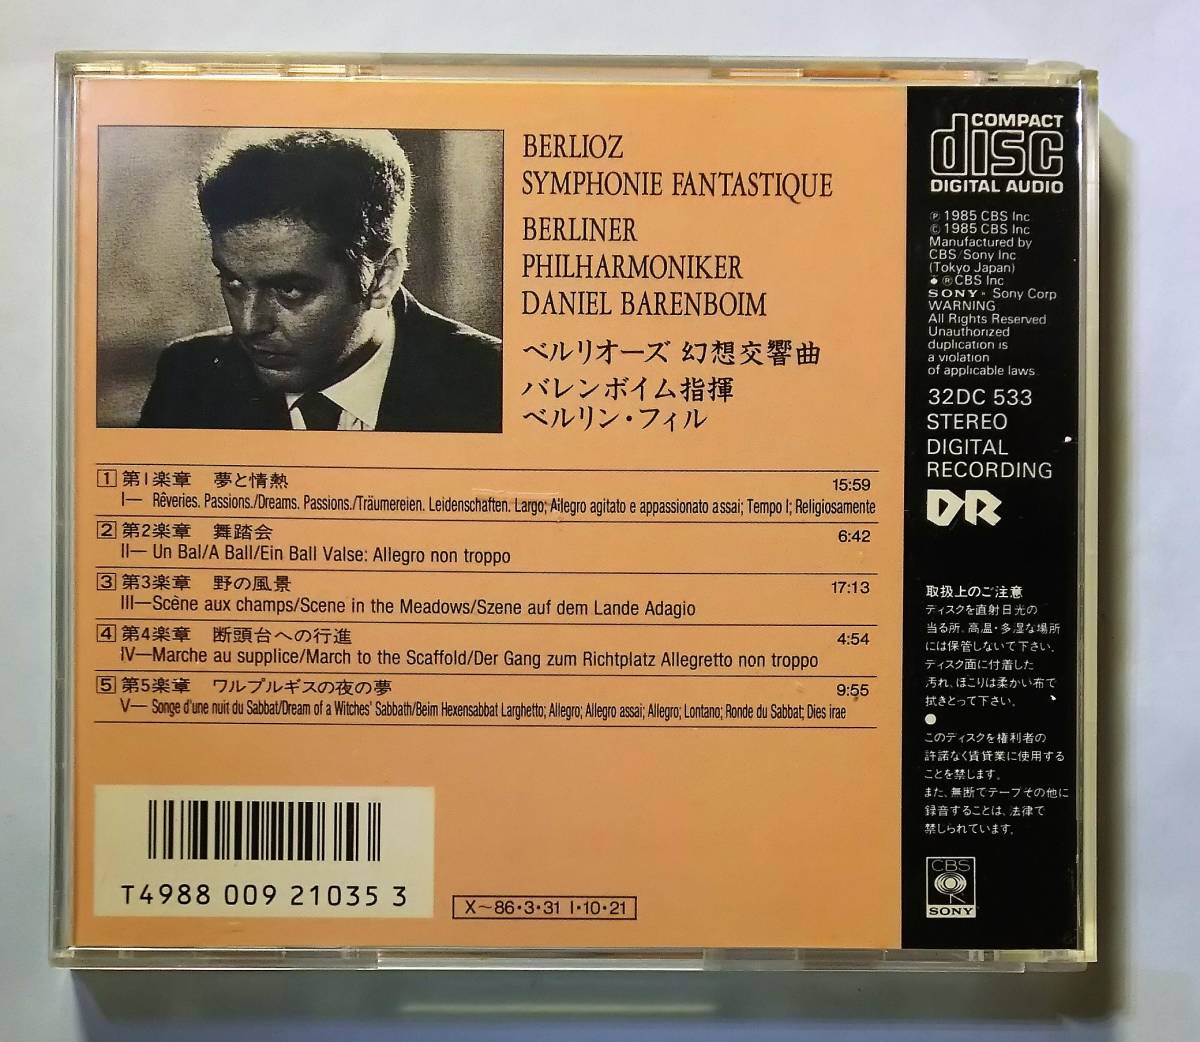 BERLIOZ
SYMPHONIE FANTASTIQUE
BERLINER
PHILHARMONIKER
DANIEL BARENBOIM
ベルリオーズ 幻想交響曲
バレンボイム指揮
ベルリン・フィル
1 第1楽章 夢と情熱 15:59
I— Rêveries. Passions./Dreams. Passions./Träumereien. Leidenschaften. Largo; Allegro agitato e appassionato assai; Tempo I; Religiosamente
2 第2楽章 舞踏会 6:42
II— Un Bal/A Ball/Ein Ball Valse: Allegro non troppo
3 第3楽章 野の風景 17:13
III—Scène aux champs/Scene in the Meadows/Szene auf dem Lande Adagio
4 第4楽章 断頭台への行進 4:54
IV—Marche au supplice/March to the Scaffold/Der Gang zum Richtplatz Allegretto non troppo
5 第5楽章 ワルプルギスの夜の夢 9:55
V— Songe d'une nuit du Sabbat/Dream of a Witches' Sabbath/Beim Hexensabbat Larghetto; Allegro; Allegro assai; Allegro; Lontano; Ronde du Sabbat; Dies irae
T4988 009 21035 3
X～86・3・31 I・10・21
COMPACT
disc
DIGITAL AUDIO
℗ 1985 CBS Inc
© 1985 CBS Inc
Manufactured by
CBS/Sony Inc
(Tokyo Japan)
● ®CBS Inc
SONY® Sony Corp
WARNING
All Rights Reserved
Unauthorized
duplication is
a violation
of applicable laws.
32DC 533
STEREO
DIGITAL
RECORDING
DR
取扱上のご注意
ディスクを直射日光の
当る所。高温・多湿な場所
には保管しないで下さい。
ディスク面に付着した
汚れ、ほこりは柔かい布で
拭きとって下さい。
●
このディスクを権利者の
許諾なく賃貸業に使用する
ことを禁じます。
また、無断てテープその他に
録音することは、法律で
禁じられています。
CBS
SONY